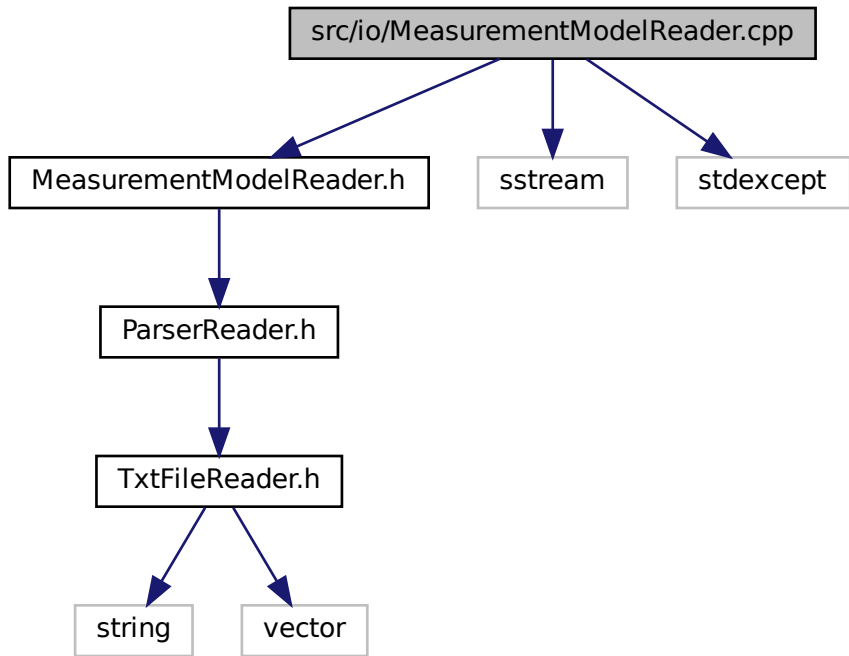 src/io/MeasurementModelReader.cpp
MeasurementModelReader.h
sstream
stdexcept
ParserReader.h
TxtFileReader.h
string
vector